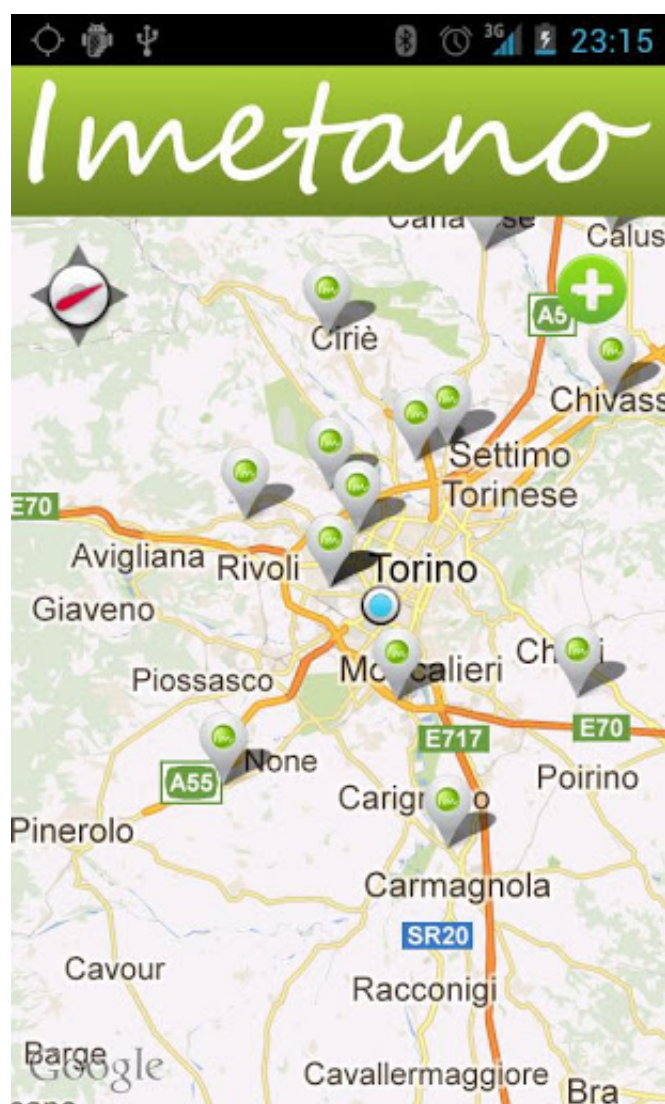 3G 23:15
Imetano
Calus
A5
Ciriè
Chivass
Settimo
Torinese
E70
Avigliana
Rivoli
Torino
Giaveno
Piossasco
E717
E70
None
A55
Poirino
Pinerolo
Carmagnola
SR20
Cavour
Racconigi
Barge
Google
Cavallermaggiore
Bra